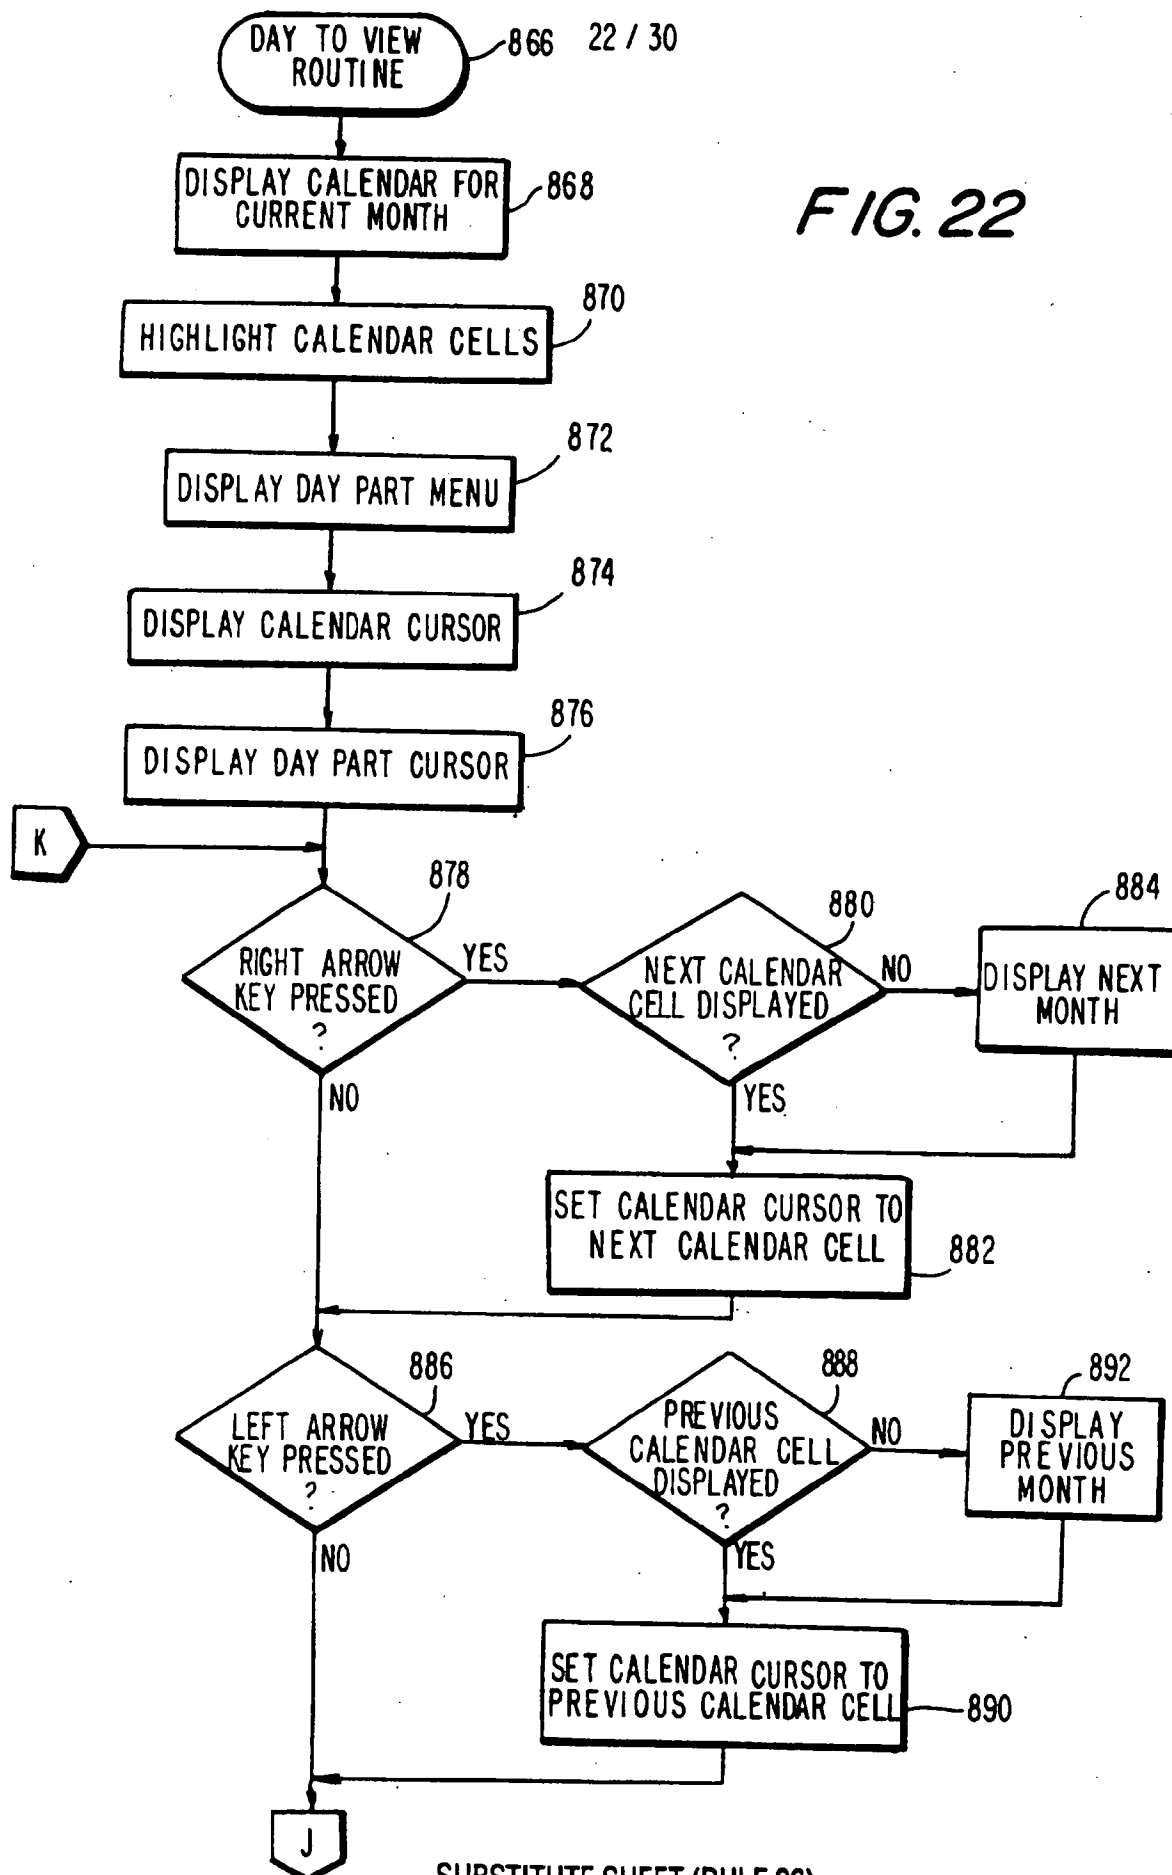 DAY TO VIEW
ROUTINE
866
22 / 30
DISPLAY CALENDAR FOR
CURRENT MONTH
868
FIG. 22
HIGHLIGHT CALENDAR CELLS
870
DISPLAY DAY PART MENU
872
DISPLAY CALENDAR CURSOR
874
DISPLAY DAY PART CURSOR
876
K
RIGHT ARROW
KEY PRESSED
?
878
YES
NO
NEXT CALENDAR
CELL DISPLAYED
?
880
NO
YES
DISPLAY NEXT
MONTH
884
SET CALENDAR CURSOR TO
NEXT CALENDAR CELL
882
LEFT ARROW
KEY PRESSED
?
886
YES
NO
PREVIOUS
CALENDAR CELL
DISPLAYED
?
888
NO
YES
DISPLAY
PREVIOUS
MONTH
892
SET CALENDAR CURSOR TO
PREVIOUS CALENDAR CELL
890
J
SUBSTITUTE SHEET (RULE 26)